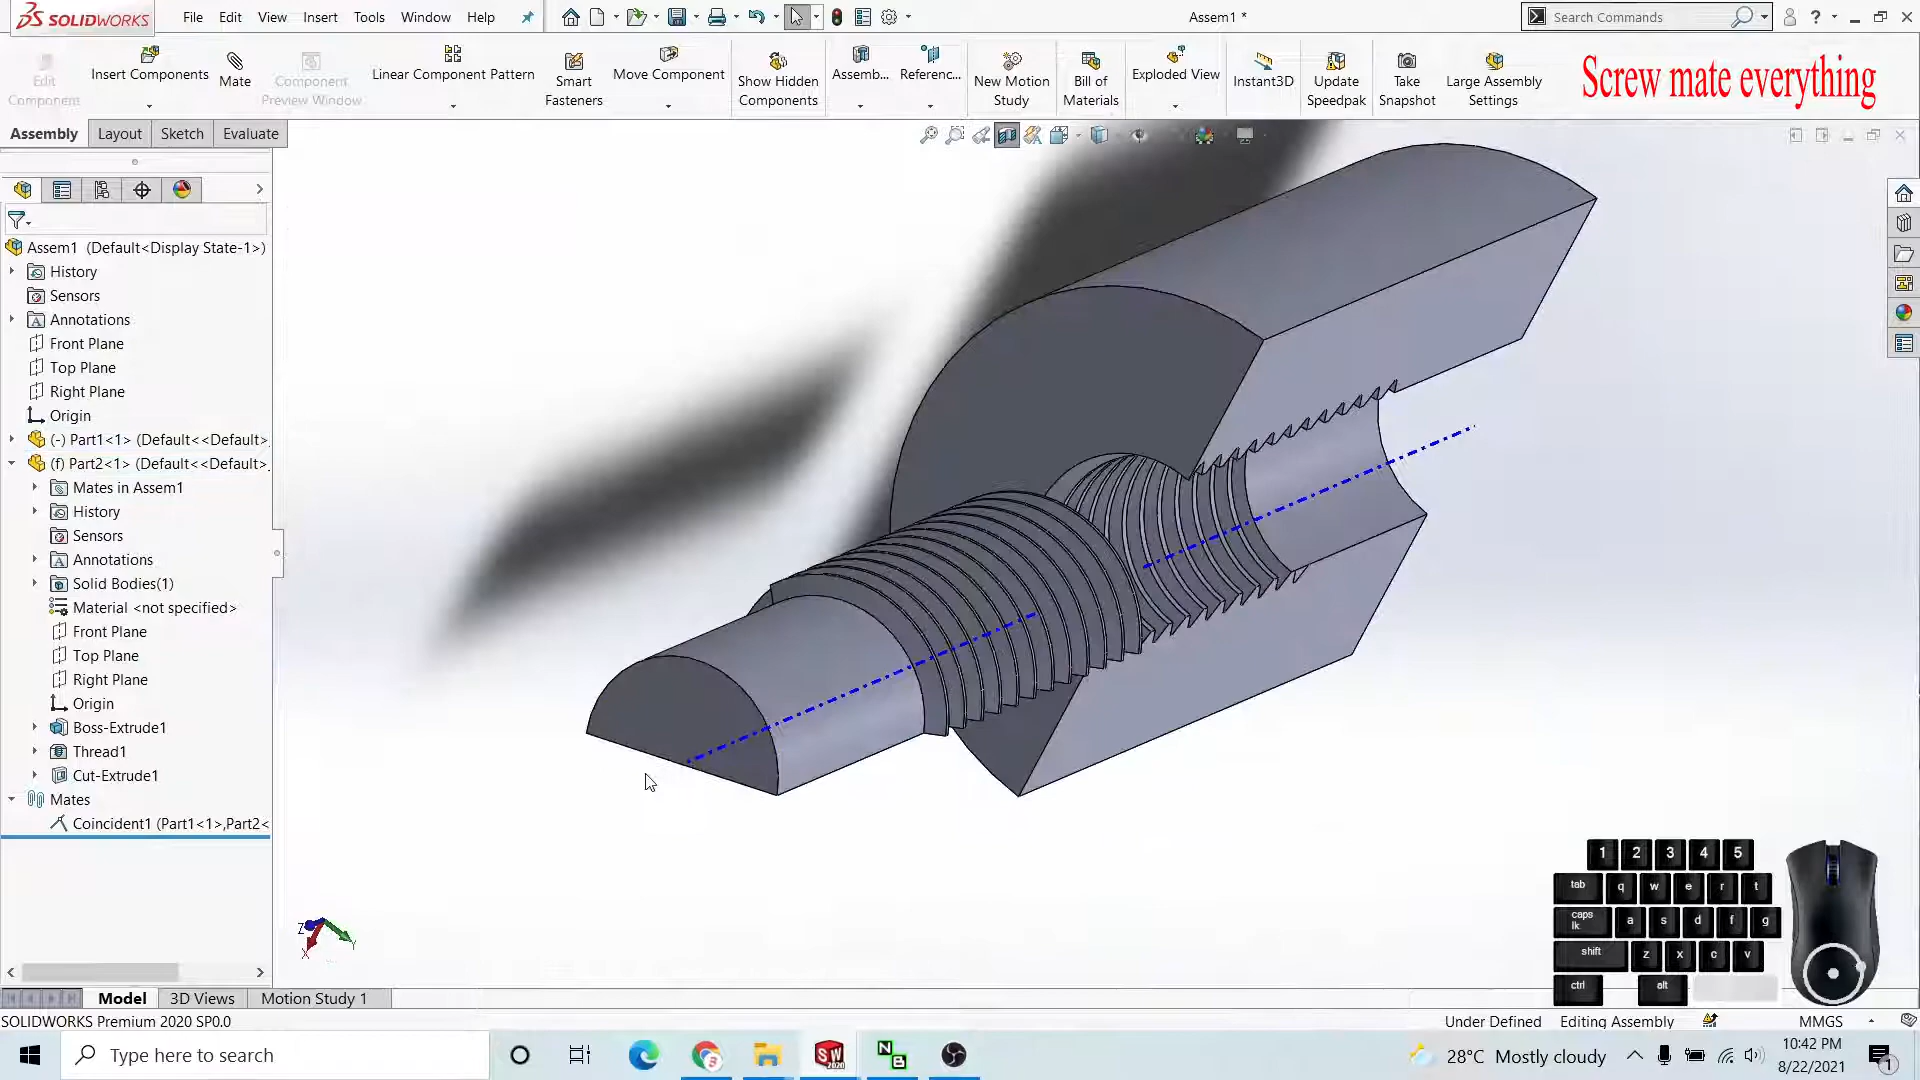 SOLIDWORKS
File Edit View Insert Tools Window Help
Assem1 *
Search Commands
?
Edit Component
Insert Components
Mate
Component Preview Window
Linear Component Pattern
Smart Fasteners
Move Component
Show Hidden Components
Assemb...
Referenc...
New Motion Study
Bill of Materials
Exploded View
Instant3D
Update Speedpak
Take Snapshot
Large Assembly Settings
Screw mate everything
Assembly Layout Sketch Evaluate
Assem1 (Default<Display State-1>)
History
Sensors
Annotations
Front Plane
Top Plane
Right Plane
Origin
(-) Part1<1> (Default<<Default>
(f) Part2<1> (Default<<Default>
Mates in Assem1
History
Sensors
Annotations
Solid Bodies(1)
Material <not specified>
Front Plane
Top Plane
Right Plane
Origin
Boss-Extrude1
Thread1
Cut-Extrude1
Mates
Coincident1 (Part1<1>,Part2<
Z X Y
1 2 3 4 5
tab q w e r t
caps lk a s d f g
shift z x c v
ctrl alt
Model 3D Views Motion Study 1
SOLIDWORKS Premium 2020 SP0.0
Under Defined Editing Assembly MMGS
Type here to search
SW 2020
N B
28°C Mostly cloudy
10:42 PM
8/22/2021
1